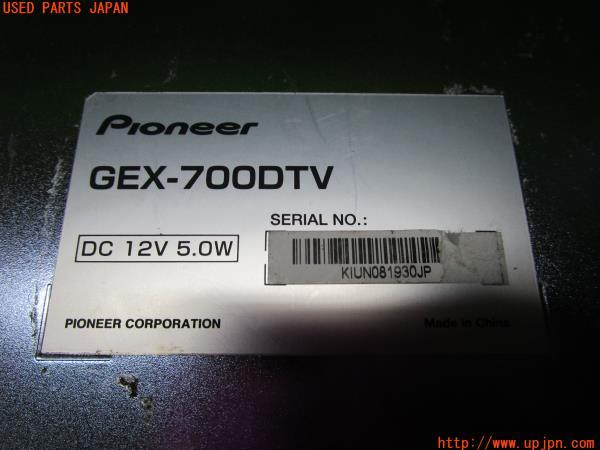 USED PARTS JAPAN
Pioneer
GEX-700DTV
SERIAL NO.:
DC 12V 5.0W
KIUN081930JP
PIONEER CORPORATION
Made in China
http://www.upjpn.com/